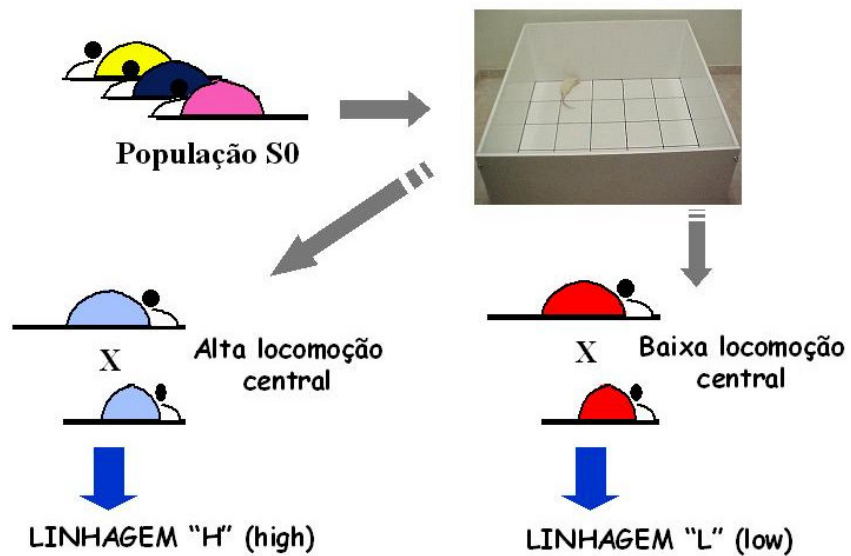 População S0
Alta locomoção
central
X
Baixa locomoção
central
X
LINHAGEM "H" (high)
LINHAGEM "L" (low)